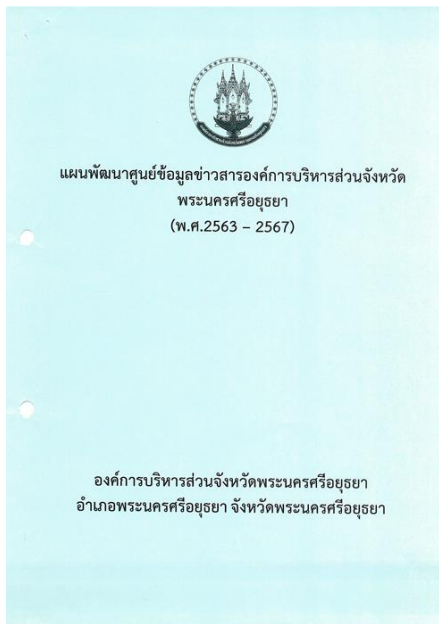 แผนพัฒนาศูนย์ข้อมูลข่าวสารองค์การบริหารส่วนจังหวัด
พระนครศรีอยุธยา
(พ.ศ.2563 – 2567)
องค์การบริหารส่วนจังหวัดพระนครศรีอยุธยา
อำเภอพระนครศรีอยุธยา จังหวัดพระนครศรีอยุธยา